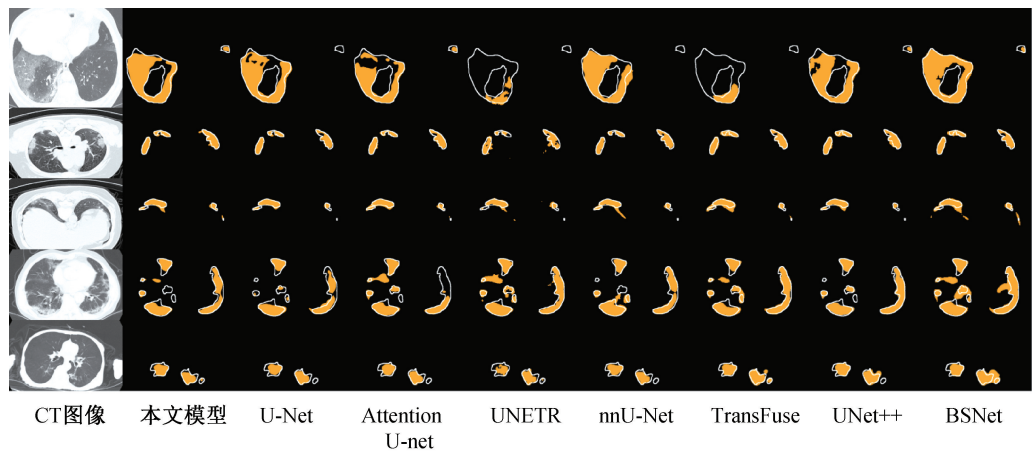 CT图像 本文模型 U-Net Attention U-net UNETR nnU-Net TransFuse UNet++ BSNet